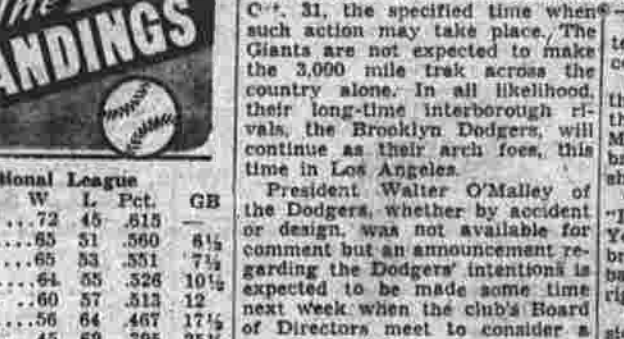 The
ANDINGS
tional League
W L Pct. GB
...72 45 .615 —
....65 51 .560 6½
....65 53 .551 7½
....64 55 .526 10½
..60 57 .513 12
....56 64 .467 17½
31, the specified time when
such action may take place. The
Giants are not expected to make
the 3,000 mile trek across the
country alone. In all likelihood,
their long-time interborough ri-
vals, the Brooklyn Dodgers, will
continue as their arch foes, this
time in Los Angeles.
President Walter O'Malley of
the Dodgers, whether by accident
or design, was not available for
comment but an announcement re-
garding the Dodgers' intentions is
expected to be made some time
next week when the club's Board
of Directors meet to consider a